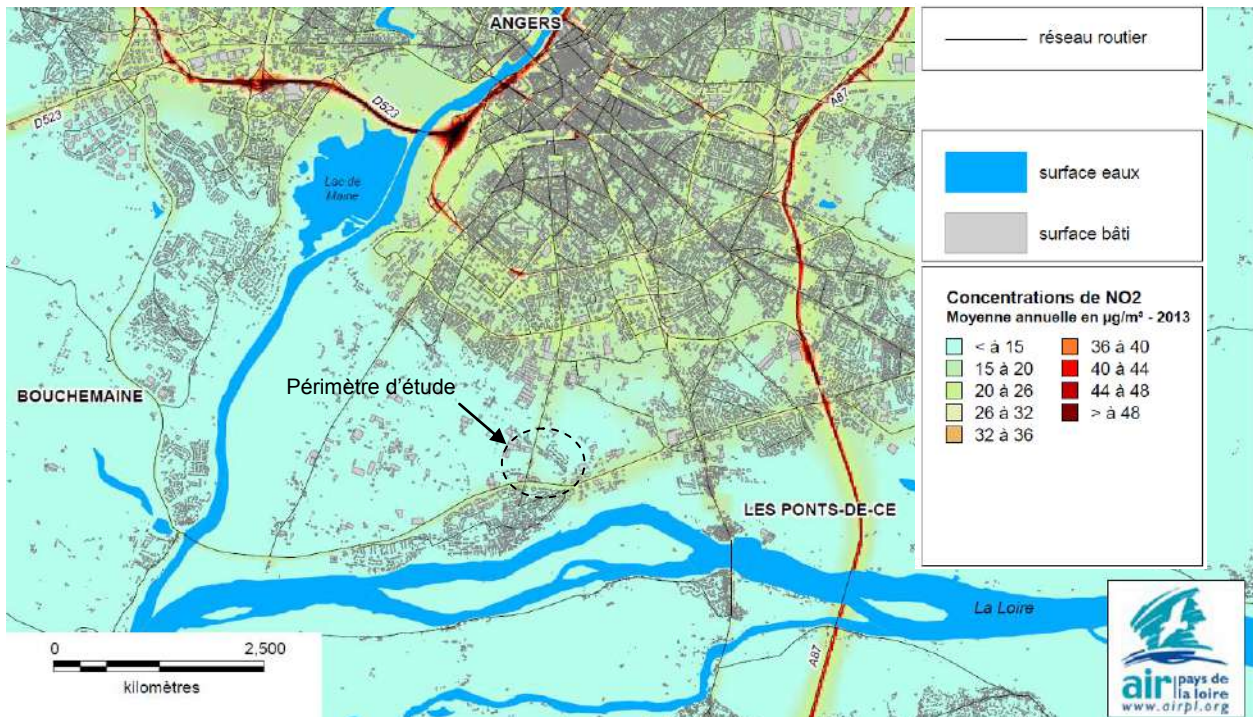 ANGERS
D523
D523
A87
Lac de
Maine
Périmètre d'étude
BOUCHEMAINE
LES PONTS-DE-CE
La Loire
A87
0 2,500
kilomètres
réseau routier
surface eaux
surface bâti
Concentrations de NO2
Moyenne annuelle en µg/m³ - 2013
< à 15
15 à 20
20 à 26
26 à 32
32 à 36
36 à 40
40 à 44
44 à 48
> à 48
air pays de
la loire
www.airpl.org